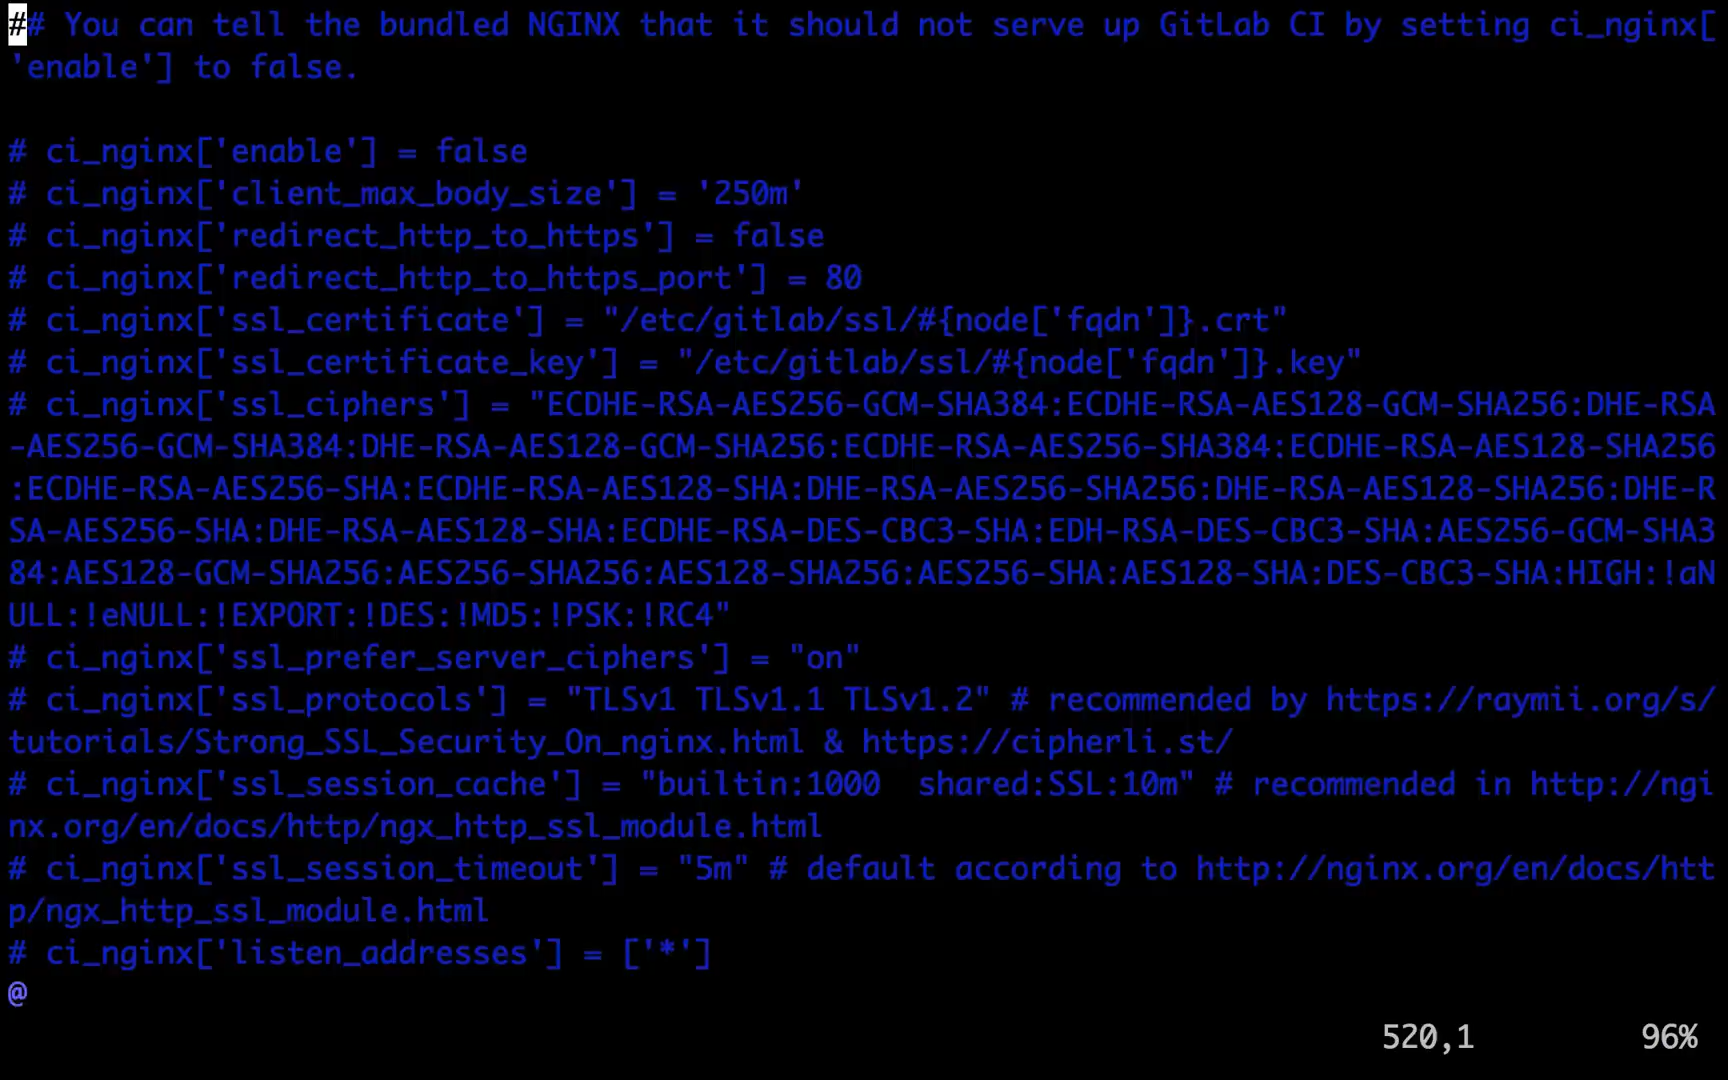 ## You can tell the bundled NGINX that it should not serve up GitLab CI by setting ci_nginx[
'enable'] to false.
# ci_nginx['enable'] = false
# ci_nginx['client_max_body_size'] = '250m'
# ci_nginx['redirect_http_to_https'] = false
# ci_nginx['redirect_http_to_https_port'] = 80
# ci_nginx['ssl_certificate'] = "/etc/gitlab/ssl/#{node['fqdn']}.crt"
# ci_nginx['ssl_certificate_key'] = "/etc/gitlab/ssl/#{node['fqdn']}.key"
# ci_nginx['ssl_ciphers'] = "ECDHE-RSA-AES256-GCM-SHA384:ECDHE-RSA-AES128-GCM-SHA256:DHE-RSA
-AES256-GCM-SHA384:DHE-RSA-AES128-GCM-SHA256:ECDHE-RSA-AES256-SHA384:ECDHE-RSA-AES128-SHA256
:ECDHE-RSA-AES256-SHA:ECDHE-RSA-AES128-SHA:DHE-RSA-AES256-SHA256:DHE-RSA-AES128-SHA256:DHE-R
SA-AES256-SHA:DHE-RSA-AES128-SHA:ECDHE-RSA-DES-CBC3-SHA:EDH-RSA-DES-CBC3-SHA:AES256-GCM-SHA3
84:AES128-GCM-SHA256:AES256-SHA256:AES128-SHA256:AES256-SHA:AES128-SHA:DES-CBC3-SHA:HIGH:!aN
ULL:!eNULL:!EXPORT:!DES:!MD5:!PSK:!RC4"
# ci_nginx['ssl_prefer_server_ciphers'] = "on"
# ci_nginx['ssl_protocols'] = "TLSv1 TLSv1.1 TLSv1.2" # recommended by https://raymii.org/s/
tutorials/Strong_SSL_Security_On_nginx.html & https://cipherli.st/
# ci_nginx['ssl_session_cache'] = "builtin:1000  shared:SSL:10m" # recommended in http://ngi
nx.org/en/docs/http/ngx_http_ssl_module.html
# ci_nginx['ssl_session_timeout'] = "5m" # default according to http://nginx.org/en/docs/htt
p/ngx_http_ssl_module.html
# ci_nginx['listen_addresses'] = ['*']
@
520,1 96%